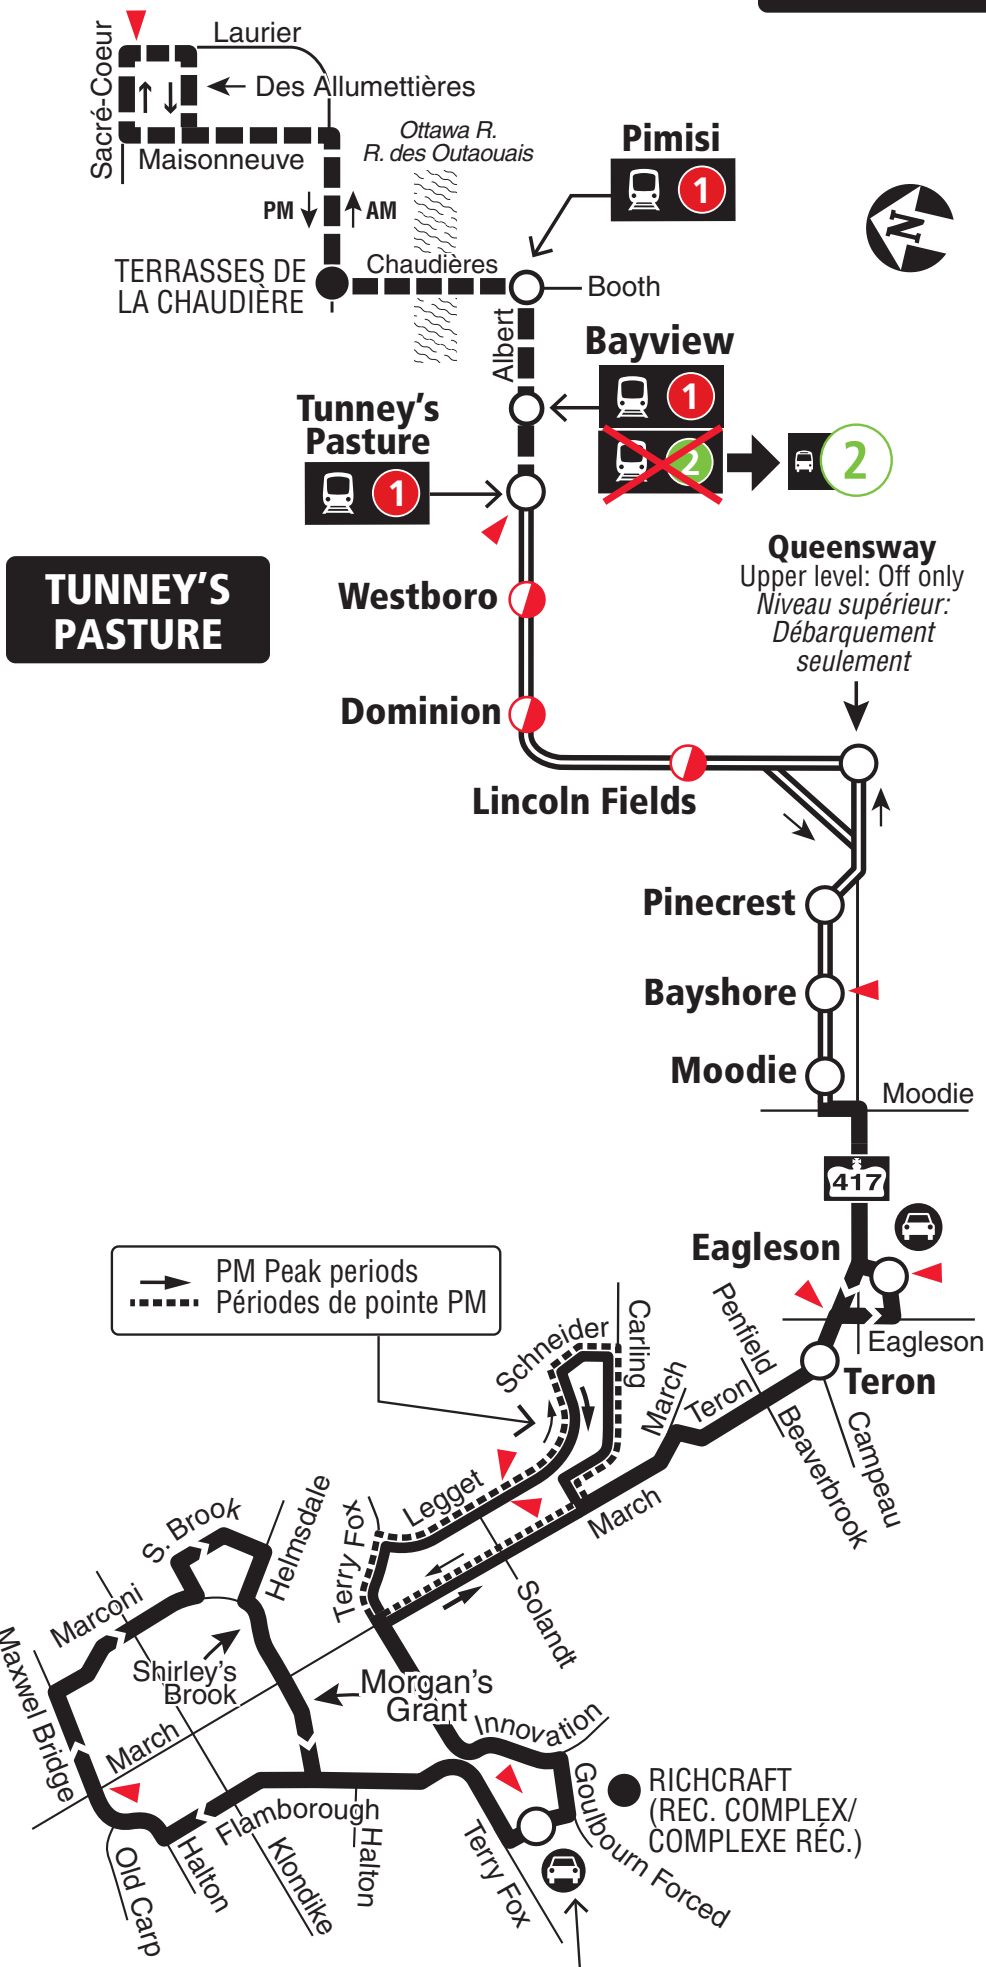 Sacré-Coeur
Laurier
Des Allumettières
Maisonneuve
Ottawa R.
R. des Outaouais
Pimisi
1
N
PM
AM
TERRASSES DE
LA CHAUDIÈRE
Chaudières
Booth
Albert
Bayview
1
2
2
Tunney's
Pasture
1
TUNNEY'S
PASTURE
Queensway
Upper level: Off only
Niveau supérieur:
Débarquement
seulement
Westboro
Dominion
Lincoln Fields
Pinecrest
Bayshore
Moodie
Moodie
417
Eagleson
Eagleson
Teron
PM Peak periods
Périodes de pointe PM
Schneider
Carling
March
Penfield
Teron
Beaverbrook
Campeau
Legget
March
Terry Fox
Solandt
S. Brook
Helmsdale
Marconi
Shirley's
Brook
Maxwel Bridge
March
Morgan's
Grant
Innovation
Goulbourn Forced
RICHCRAFT
(REC. COMPLEX/
COMPLEXE RÉC.)
Flamborough
Halton
Old Carp
Halton
Klondike
Terry Fox